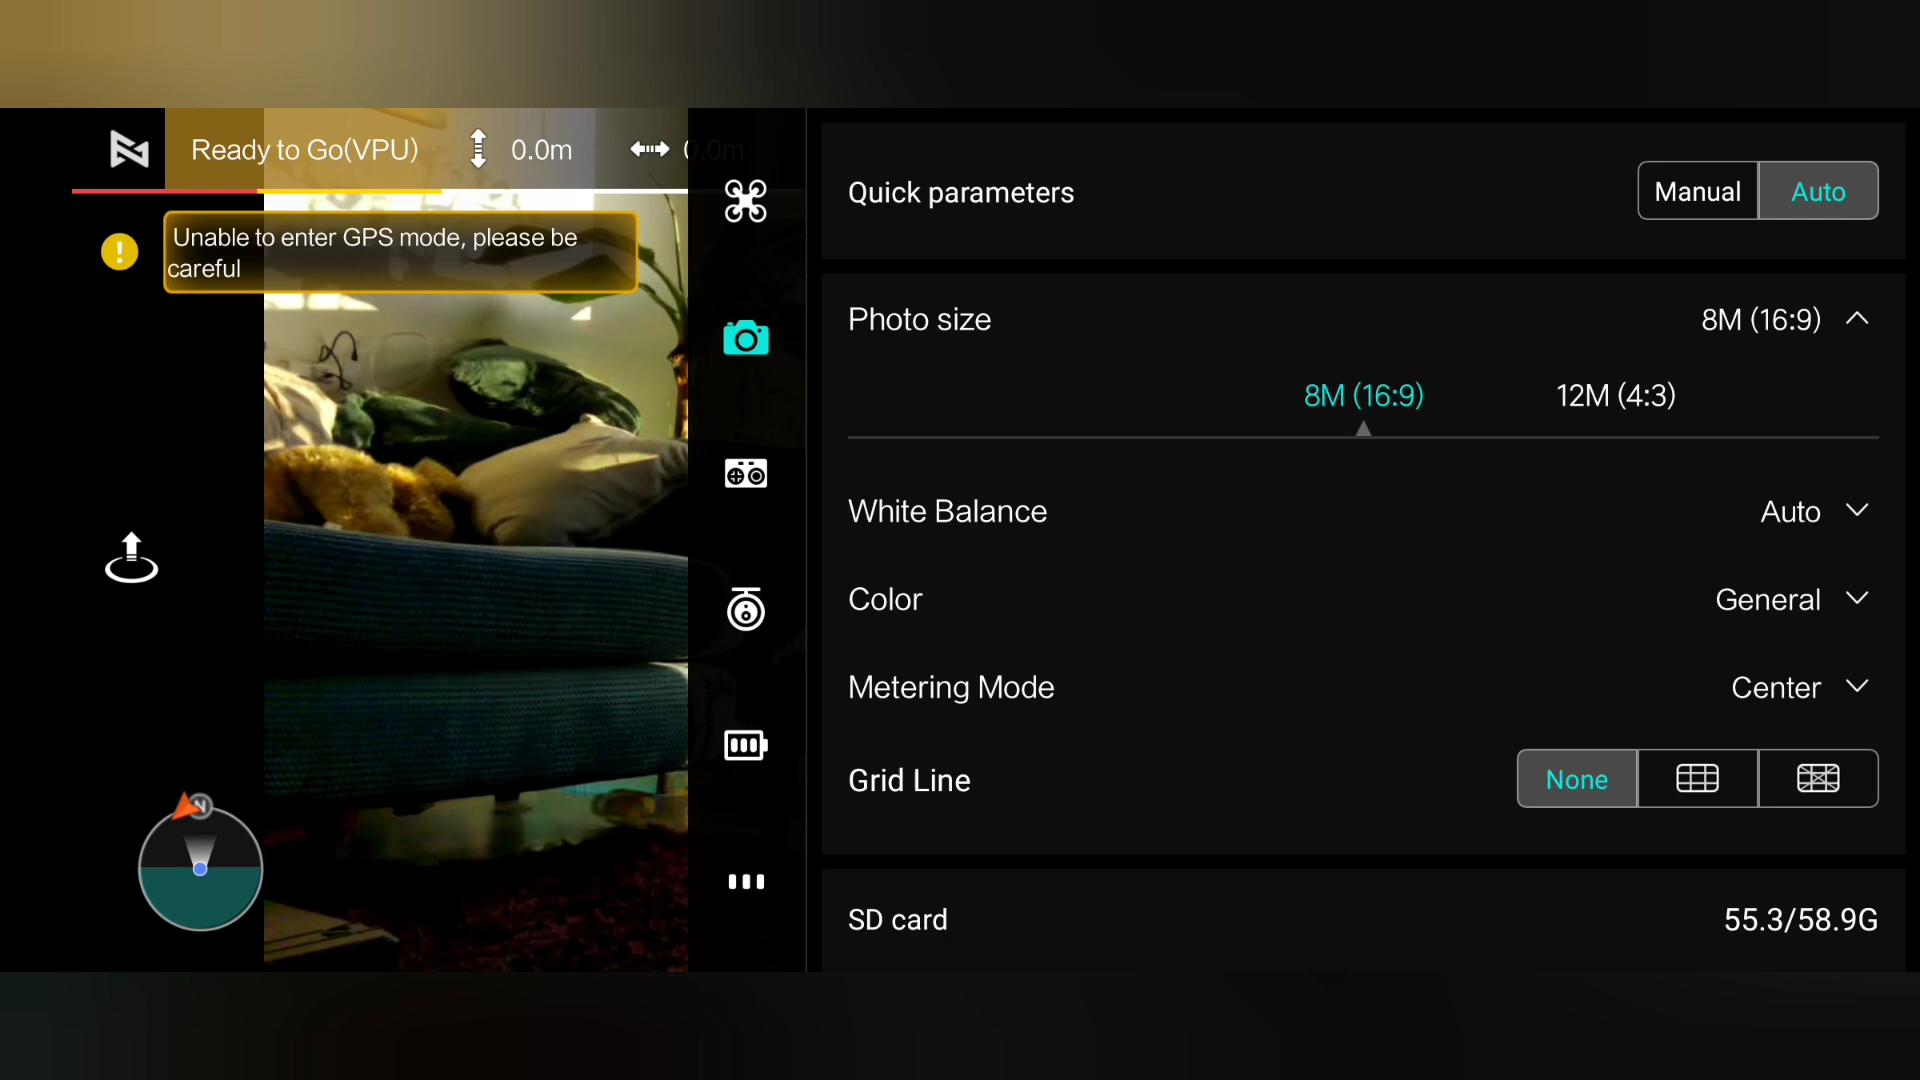 Ready to Go(VPU) 0.0m 0.0m
Unable to enter GPS mode, please be
careful
N
Quick parameters Manual Auto
Photo size 8M (16:9)
8M (16:9) 12M (4:3)
White Balance Auto
Color General
Metering Mode Center
Grid Line None
SD card 55.3/58.9G